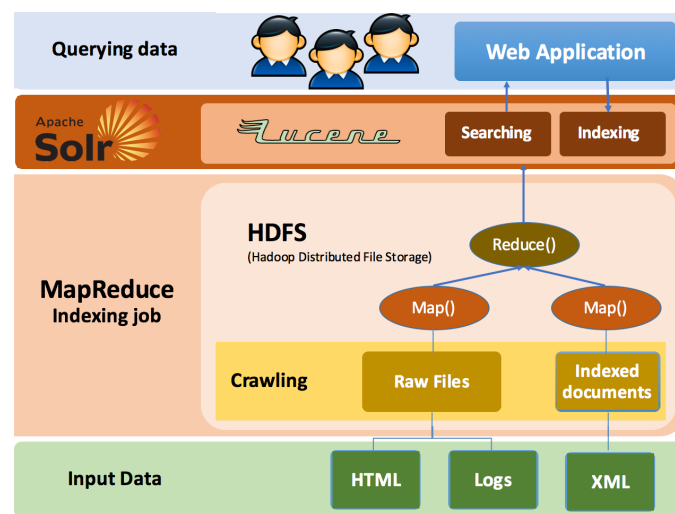 Querying data
Web Application
Apache
Solr
Lucene
Searching
Indexing
HDFS
(Hadoop Distributed File Storage)
Reduce()
MapReduce
Indexing job
Map()
Map()
Crawling
Raw Files
Indexed
documents
Input Data
HTML
Logs
XML